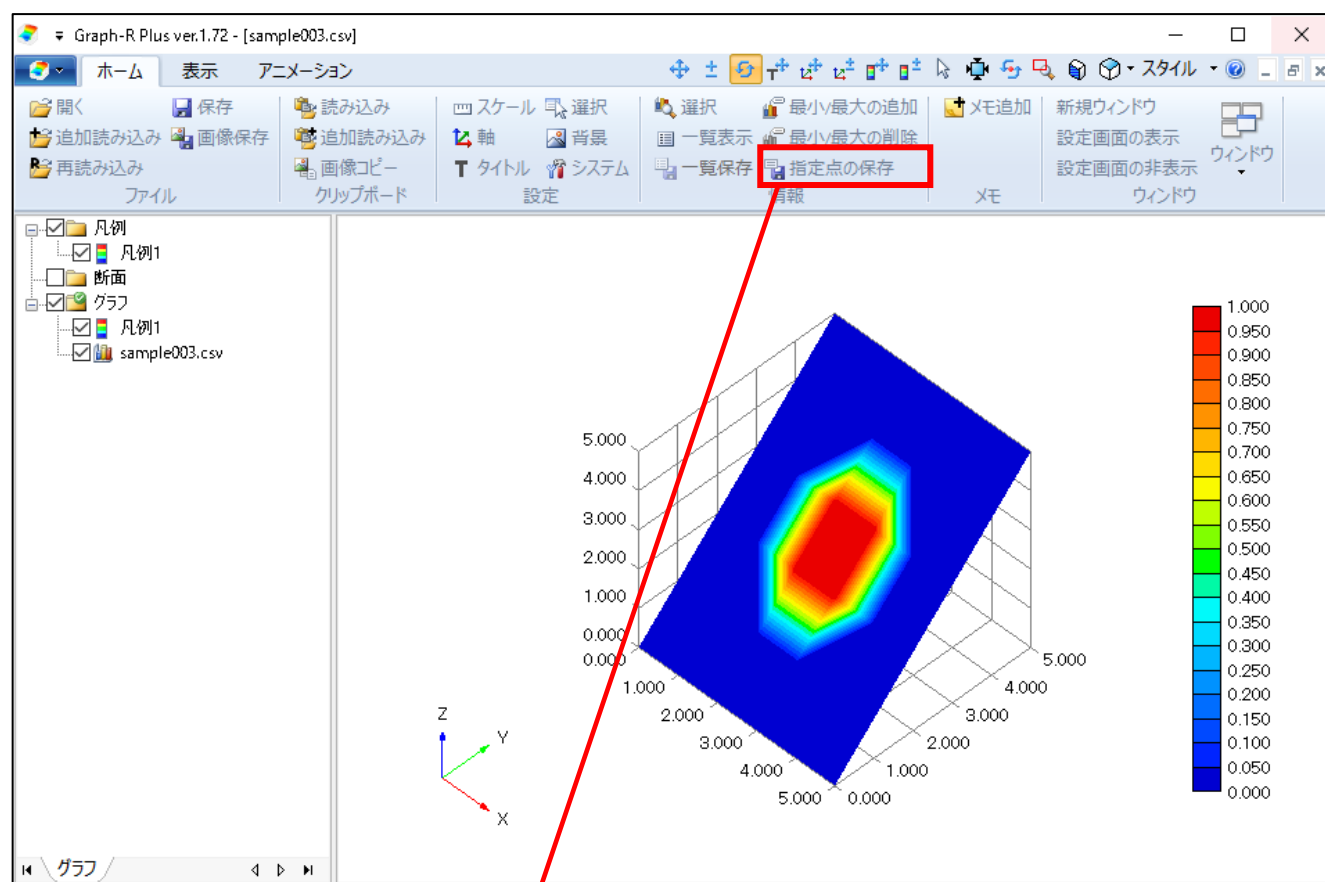 Graph-R Plus ver.1.72 - [sample003.csv]
ホーム 表示 アニメーション スタイル
開く 保存 読み込み スケール 選択 選択 最小/最大の追加 メモ追加 新規ウィンドウ
追加読み込み 画像保存 追加読み込み 軸 背景 一覧表示 最小/最大の削除 設定画面の表示 ウィンドウ
再読み込み 画像コピー タイトル システム 一覧保存 指定点の保存 設定画面の非表示
ファイル クリップボード 設定 情報 メモ ウィンドウ
凡例
凡例1
断面
グラフ
凡例1
sample003.csv
5.000
4.000
3.000
2.000
1.000
0.000
0.000
1.000
2.000
3.000
4.000
5.000
0.000
1.000
2.000
3.000
4.000
5.000
Z
Y
X
1.000
0.950
0.900
0.850
0.800
0.750
0.700
0.650
0.600
0.550
0.500
0.450
0.400
0.350
0.300
0.250
0.200
0.150
0.100
0.050
0.000
グラフ